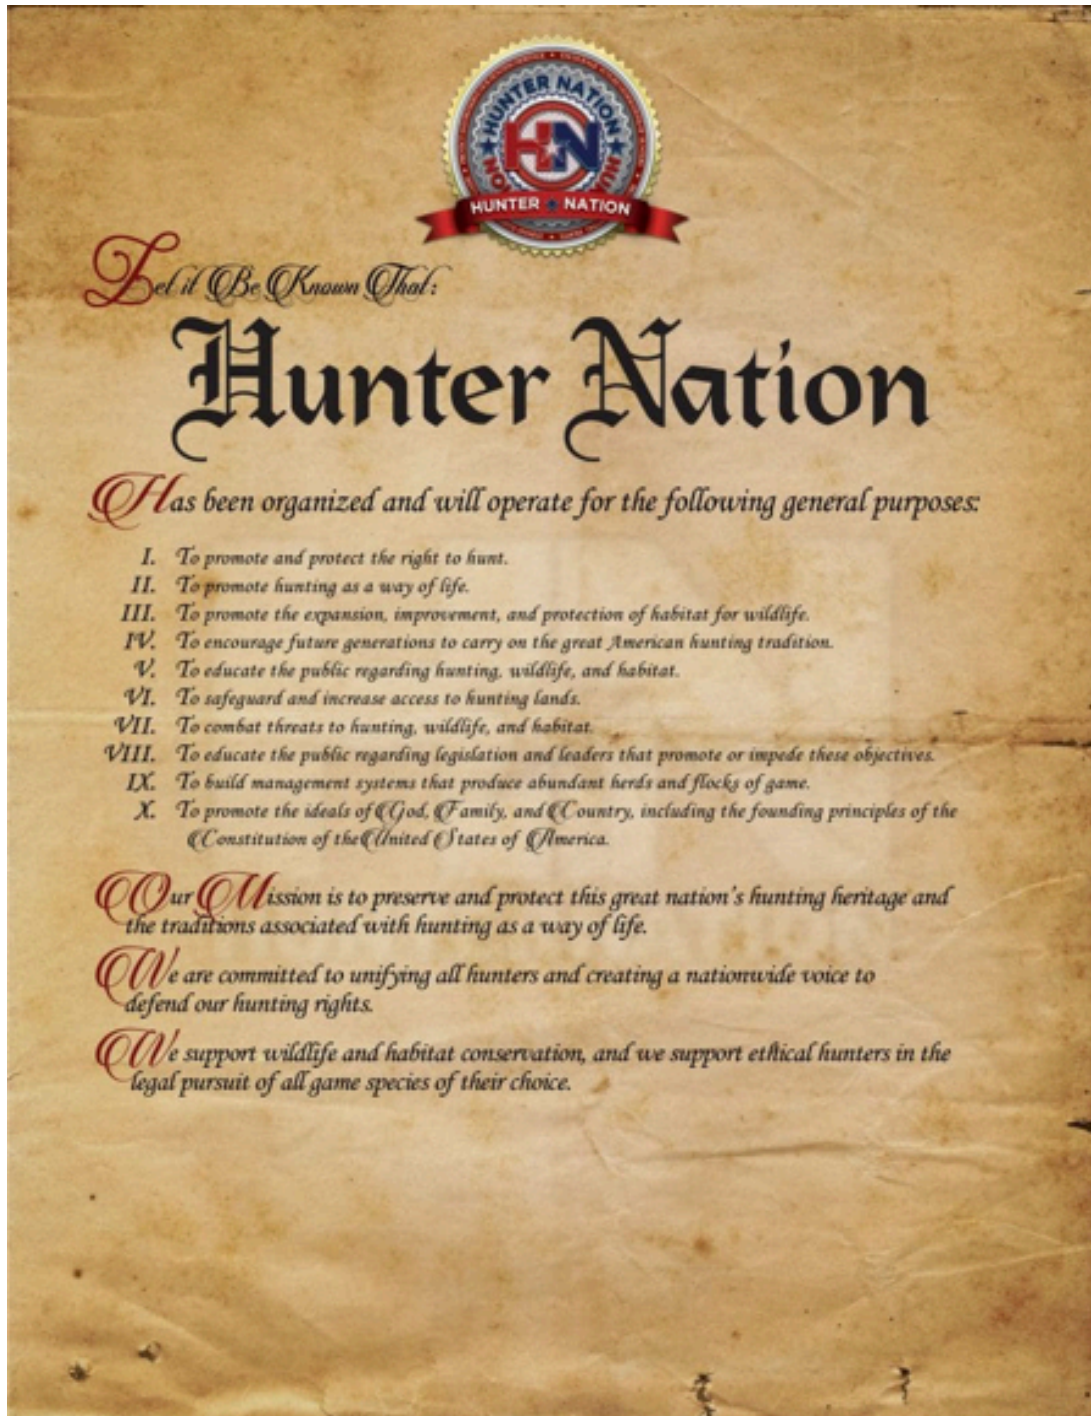 HUNTER NATION
HN
HUNTER NATION
Let it Be Known That:
Hunter Nation
Has been organized and will operate for the following general purposes:
I. To promote and protect the right to hunt.
II. To promote hunting as a way of life.
III. To promote the expansion, improvement, and protection of habitat for wildlife.
IV. To encourage future generations to carry on the great American hunting tradition.
V. To educate the public regarding hunting, wildlife, and habitat.
VI. To safeguard and increase access to hunting lands.
VII. To combat threats to hunting, wildlife, and habitat.
VIII. To educate the public regarding legislation and leaders that promote or impede these objectives.
IX. To build management systems that produce abundant herds and flocks of game.
X. To promote the ideals of God, Family, and Country, including the founding principles of the
Constitution of the United States of America.
Our Mission is to preserve and protect this great nation's hunting heritage and
the traditions associated with hunting as a way of life.
We are committed to unifying all hunters and creating a nationwide voice to
defend our hunting rights.
We support wildlife and habitat conservation, and we support ethical hunters in the
legal pursuit of all game species of their choice.